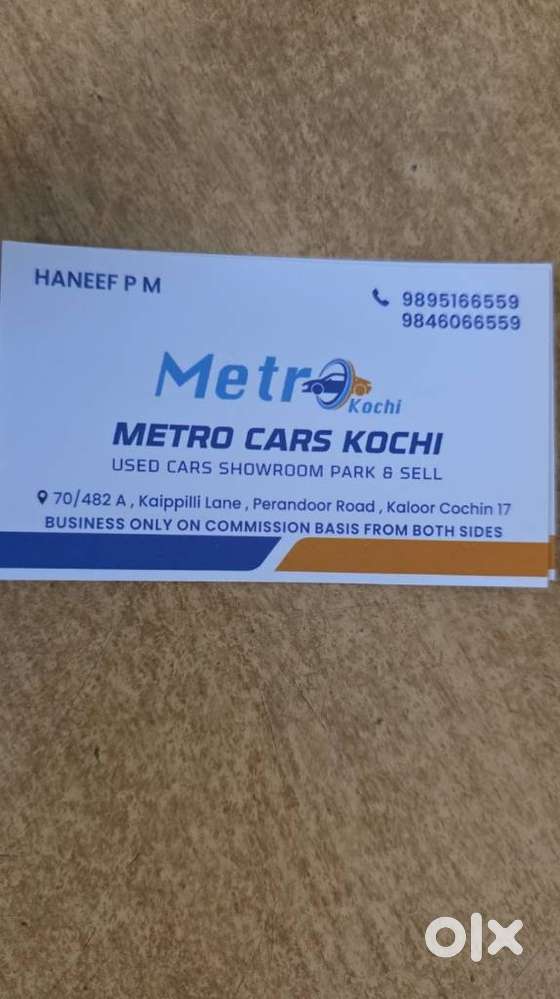 HANEEF P M
9895166559
9846066559
Metro
Kochi
METRO CARS KOCHI
USED CARS SHOWROOM PARK & SELL
70/482 A , Kaippilli Lane , Perandoor Road , Kaloor Cochin 17
BUSINESS ONLY ON COMMISSION BASIS FROM BOTH SIDES
olx